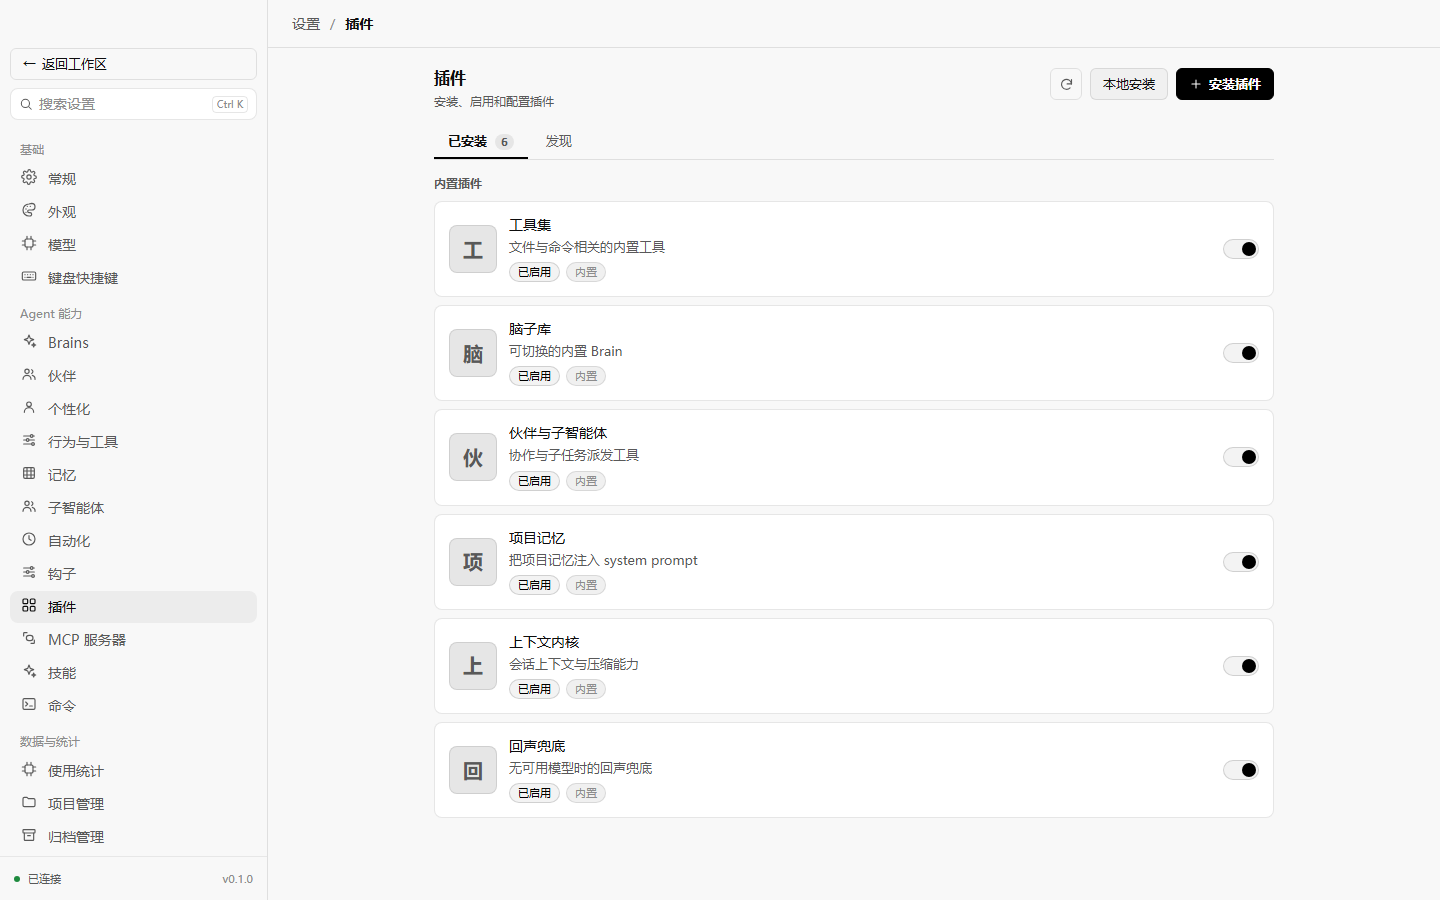 设置 / 插件
← 返回工作区
搜索设置 Ctrl K
基础
常规
外观
模型
键盘快捷键
Agent 能力
Brains
伙伴
个性化
行为与工具
记忆
子智能体
自动化
钩子
插件
MCP 服务器
技能
命令
数据与统计
使用统计
项目管理
归档管理
已连接 v0.1.0
插件
安装、启用和配置插件
本地安装
+ 安装插件
已安装 6 发现
内置插件
工
工具集
文件与命令相关的内置工具
已启用 内置
脑
脑子库
可切换的内置 Brain
已启用 内置
伙
伙伴与子智能体
协作与子任务派发工具
已启用 内置
项
项目记忆
把项目记忆注入 system prompt
已启用 内置
上
上下文内核
会话上下文与压缩能力
已启用 内置
回
回声兜底
无可用模型时的回声兜底
已启用 内置